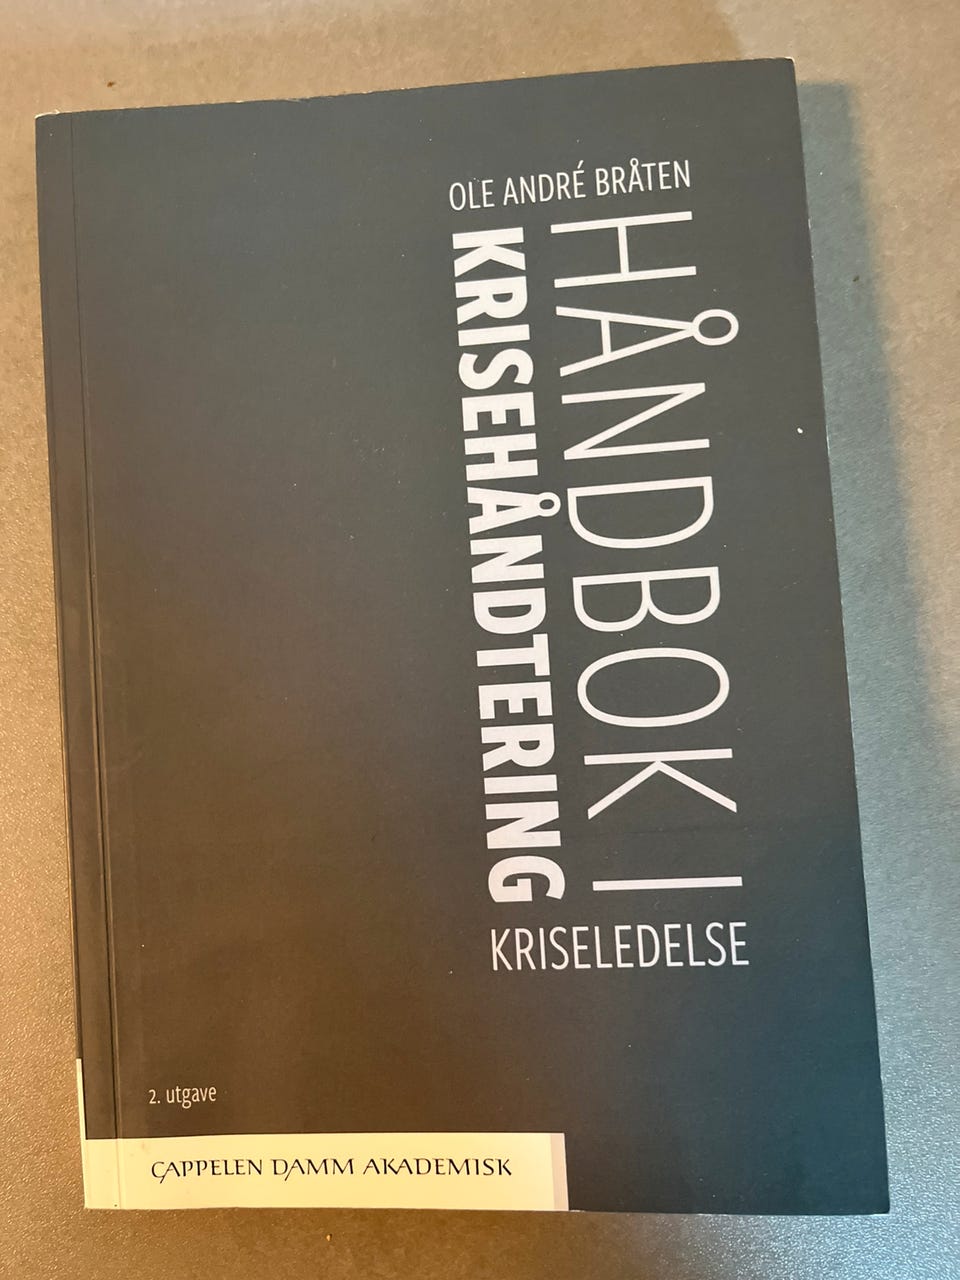 OLE ANDRÉ BRÅTEN
HÅNDBOK I
KRISEHÅNDTERING
KRISELEDELSE
2. utgave
CAPPELEN DAMM AKADEMISK